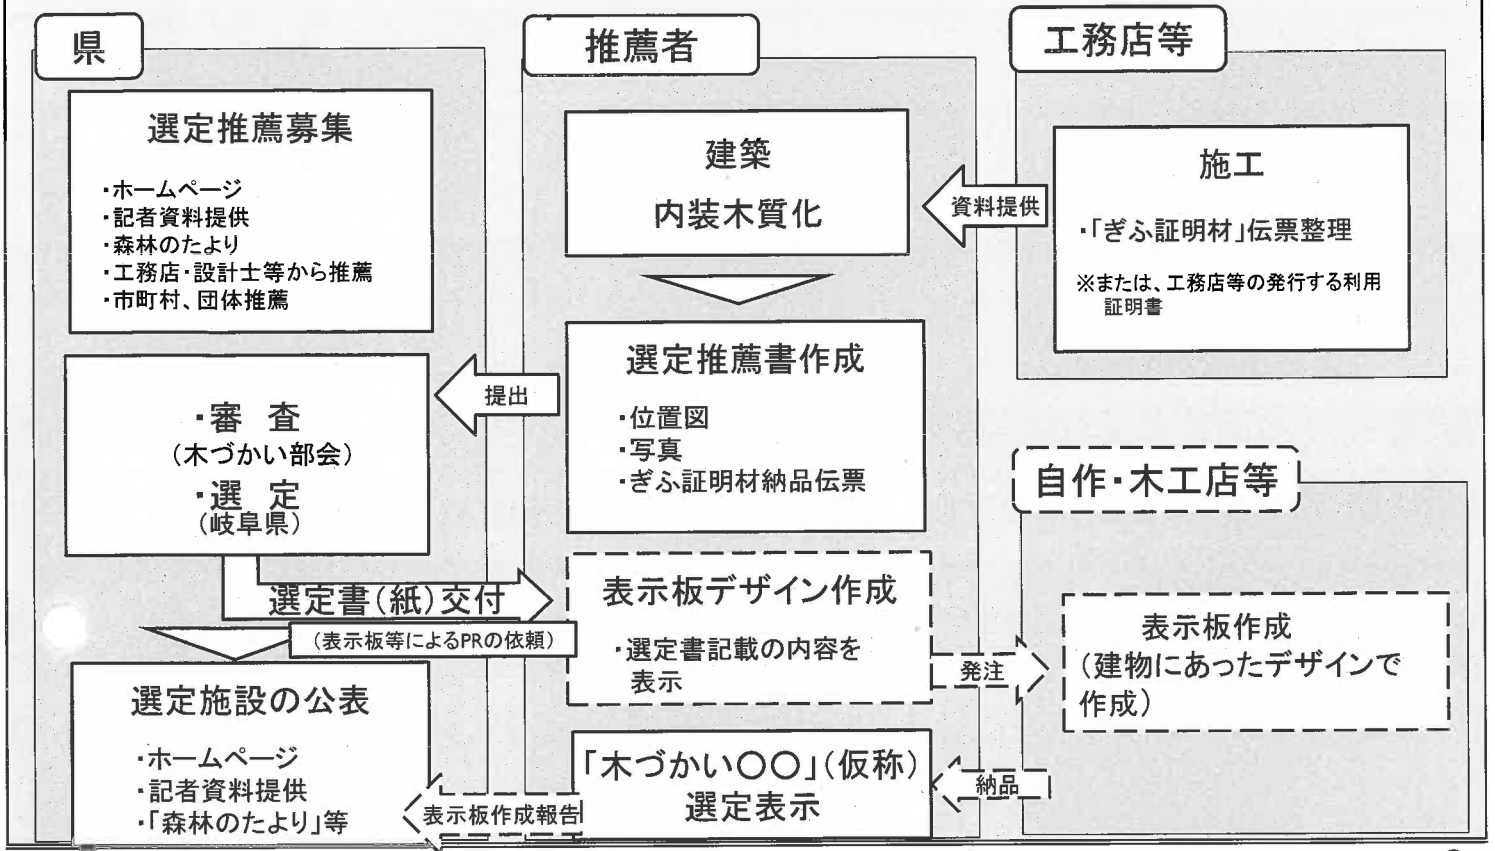 県
選定推薦募集
・ホームページ
・記者資料提供
・森林のたより
・工務店・設計士等から推薦
・市町村、団体推薦
・審　査
(木づかい部会)
・選　定
(岐阜県)
選定書(紙)交付
(表示板等によるPRの依頼)
選定施設の公表
・ホームページ
・記者資料提供
・「森林のたより」等
推薦者
建築
内装木質化
選定推薦書作成
・位置図
・写真
・ぎふ証明材納品伝票
提出
表示板デザイン作成
・選定書記載の内容を
表示
「木づかい〇〇」(仮称)
選定表示
表示板作成報告
工務店等
施工
・「ぎふ証明材」伝票整理
※または、工務店等の発行する利用
証明書
資料提供
自作・木工店等
表示板作成
(建物にあったデザインで
作成)
発注
納品